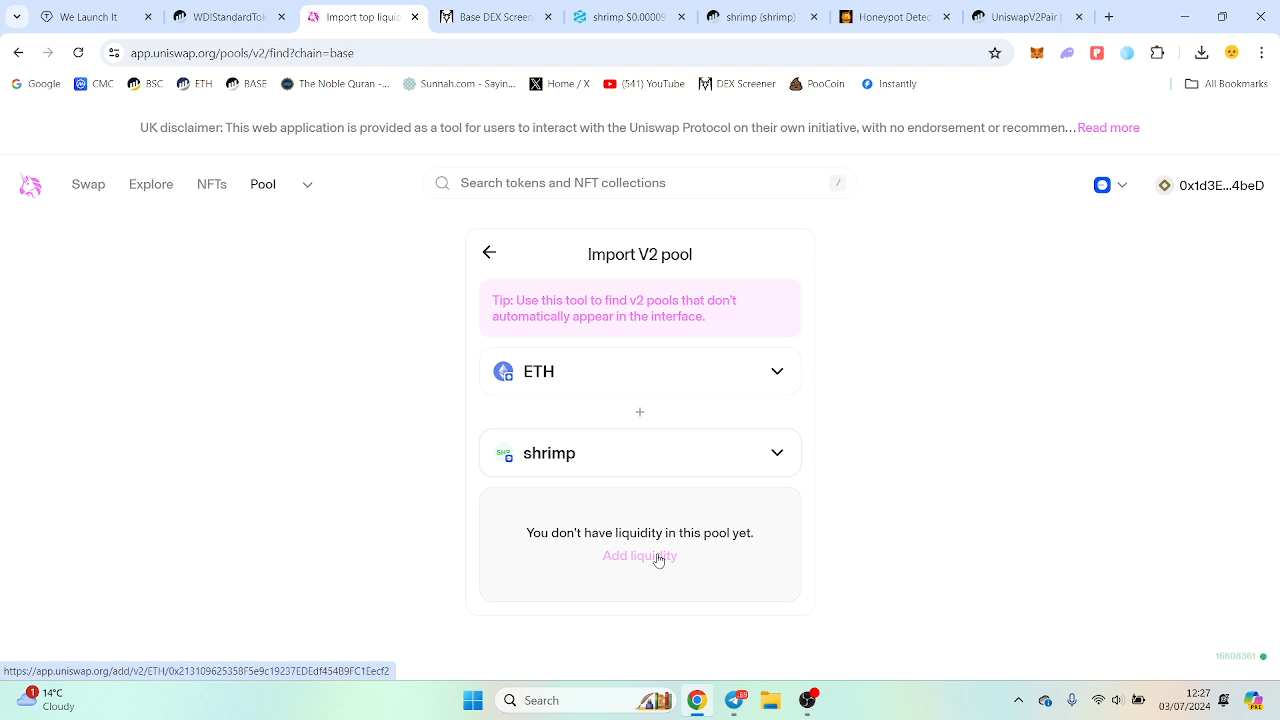 We Launch
WDIStandardTok
Import top liquic
Base DEX Screen
shrimp $0.00009
shrimp (shrimp)
Honeypot Detec
UniswapV2Pair
app.uniswap.org/pools/v2/find?chain=base
Google CMC BSC ETH BASE The Noble Quran -... Sunnah.com - Sayin... Home / X (541) YouTube DEX Screener PooCoin Instantly All Bookmarks
UK disclaimer: This web application is provided as a tool for users to interact with the Uniswap Protocol on their own initiative, with no endorsement or recommen... Read more
Swap Explore NFTs Pool Search tokens and NFT collections / 0x1d3E...4beD
Import V2 pool
Tip: Use this tool to find v2 pools that don't
automatically appear in the interface.
ETH
+
SHP shrimp
You don't have liquidity in this pool yet.
Add liquidity
16608361
https://app.uniswap.org/add/v2/ETH/0x213109625358F5e9c19237EDEdf454B9FC1Eecf2
1
14°C
Cloudy
Search
69
12:27
03/07/2024
PRE